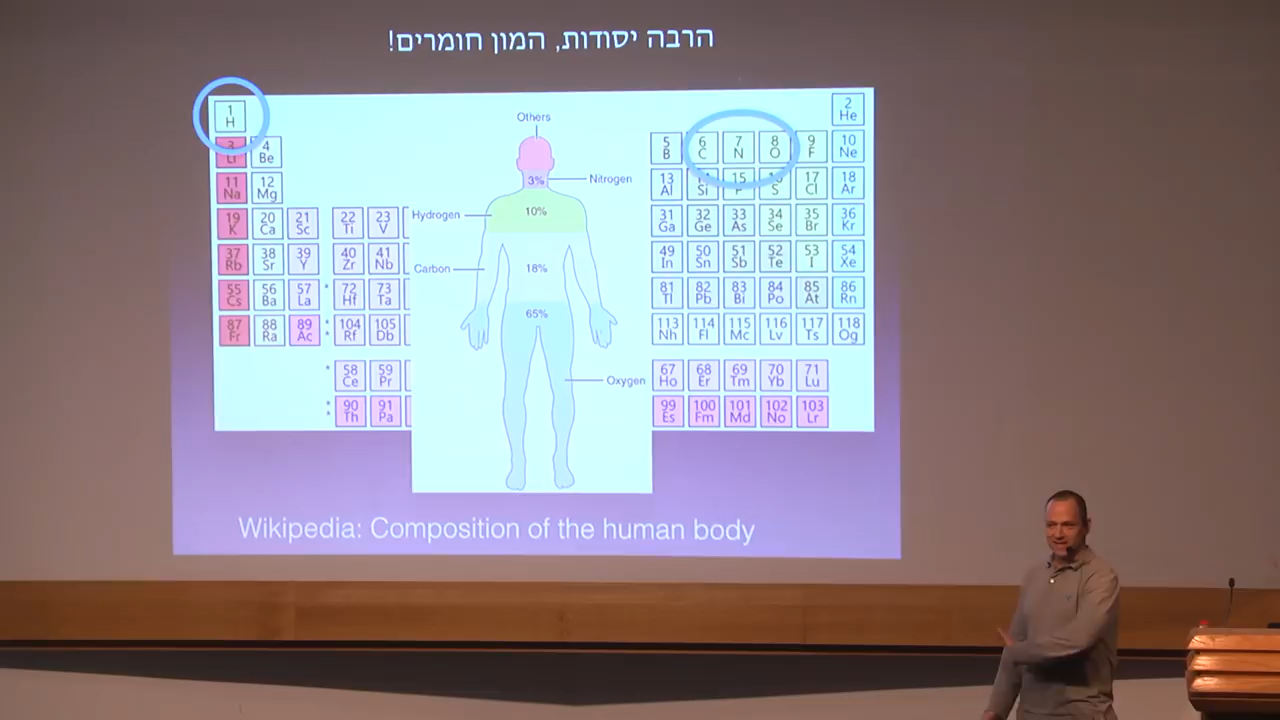 הרבה יסודות, המון חומרים!
1 2
H He
Others
3 4 5 6 7 8 9 10
Li Be B C N O F Ne
3% Nitrogen
11 12 13 14 15 16 17 18
Na Mg Al Si P S Cl Ar
Hydrogen 10%
19 20 21 22 23 31 32 33 34 35 36
K Ca Sc Ti V Ga Ge As Se Br Kr
37 38 39 40 41 49 50 51 52 53 54
Rb Sr Y Zr Nb In Sn Sb Te I Xe
Carbon 18%
55 56 57 * 72 73 81 82 83 84 85 86
Cs Ba La Hf Ta Tl Pb Bi Po At Rn
65%
87 88 89 * * 104 105 113 114 115 116 117 118
Fr Ra Ac Rf Db Nh Fl Mc Lv Ts Og
* 58 59 67 68 69 70 71
Ce Pr Ho Er Tm Yb Lu
Oxygen
* * 90 91 99 100 101 102 103
Th Pa Es Fm Md No Lr
Wikipedia: Composition of the human body